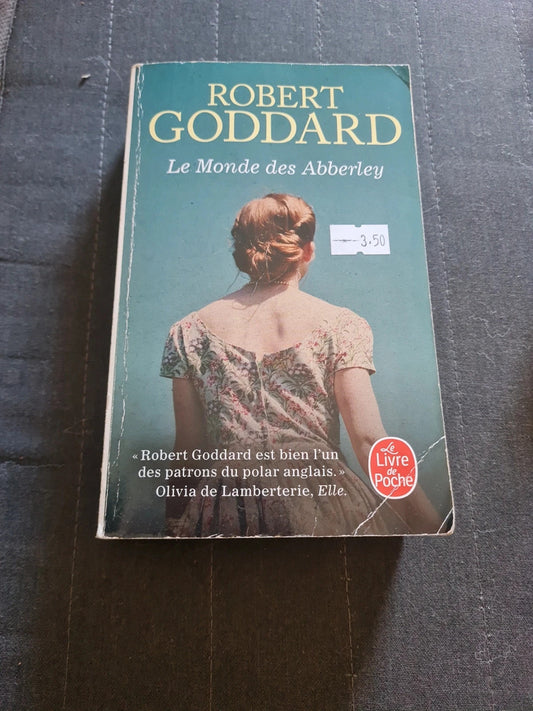 ROBERT
GODDARD
Le Monde des Abberley
3.50
« Robert Goddard est bien l'un
des patrons du polar anglais. »
Olivia de Lamberterie, Elle.
Le
Livre
de
Poche